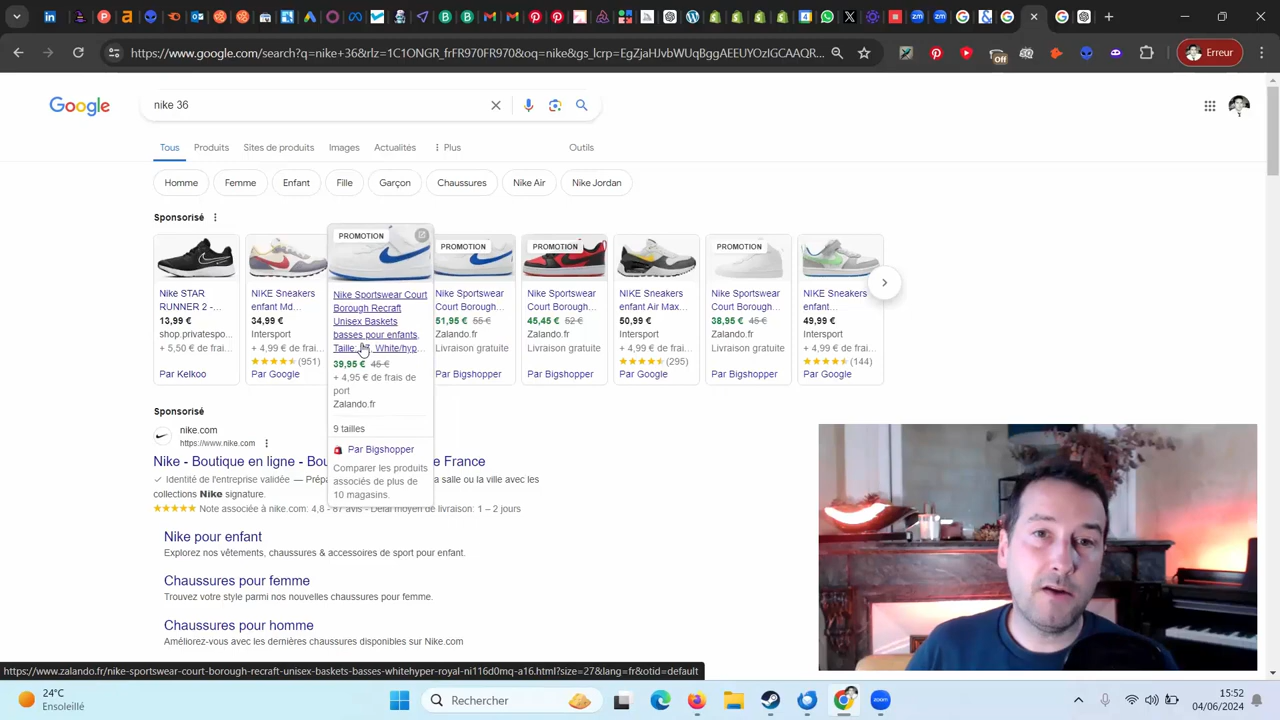 https://www.google.com/search?q=nike+36&rlz=1C1ONGR_frFR970FR970&oq=nike&gs_lcrp=EgZjaHJvbWUqBggAEEUYOzIGCAAQR...
Off
Erreur
Google
nike 36
Tous
Produits
Sites de produits
Images
Actualités
Plus
Outils
Homme
Femme
Enfant
Fille
Garçon
Chaussures
Nike Air
Nike Jordan
Sponsorisé
Nike STAR
RUNNER 2 -...
13,99 €
shop.privatespo...
+ 5,50 € de frai...
Par Kelkoo
NIKE Sneakers
enfant Md...
34,99 €
Intersport
+ 4,99 € de frai...
(951)
Par Google
PROMOTION
Nike Sportswear Court
Borough Recraft
Unisex Baskets
basses pour enfants,
White/hyp...
39,95 € 45 €
+ 4,95 € de frais de
port
Zalando.fr
9 tailles
Par Bigshopper
Comparer les produits
associés de plus de
10 magasins.
PROMOTION
Nike Sportswear
Court Borough...
51,95 € 55 €
Zalando.fr
Livraison gratuite
Par Bigshopper
PROMOTION
Nike Sportswear
Court Borough...
45,45 € 52 €
Zalando.fr
Livraison gratuite
Par Bigshopper
NIKE Sneakers
enfant Air Max...
50,99 €
Intersport
+ 4,99 € de frai...
(295)
Par Google
PROMOTION
Nike Sportswear
Court Borough...
38,95 € 45 €
Zalando.fr
Livraison gratuite
Par Bigshopper
NIKE Sneakers
enfant...
49,99 €
Intersport
+ 4,99 € de frai...
(144)
Par Google
Sponsorisé
nike.com
https://www.nike.com
Nike - Boutique en ligne - Bou e France
Identité de l'entreprise validée — Prépa a salle ou la ville avec les
collections Nike signature.
Note associée à nike.com: 4,8 - 87 avis - Délai moyen de livraison: 1 – 2 jours
Nike pour enfant
Explorez nos vêtements, chaussures & accessoires de sport pour enfant.
Chaussures pour femme
Trouvez votre style parmi nos nouvelles chaussures pour femme.
Chaussures pour homme
Améliorez-vous avec les dernières chaussures disponibles sur Nike.com
https://www.zalando.fr/nike-sportswear-court-borough-recraft-unisex-baskets-basses-whitehyper-royal-ni116d0mq-a16.html?size=27&lang=fr&otid=default
24°C
Ensoleillé
Rechercher
zoom
15:52
04/06/2024